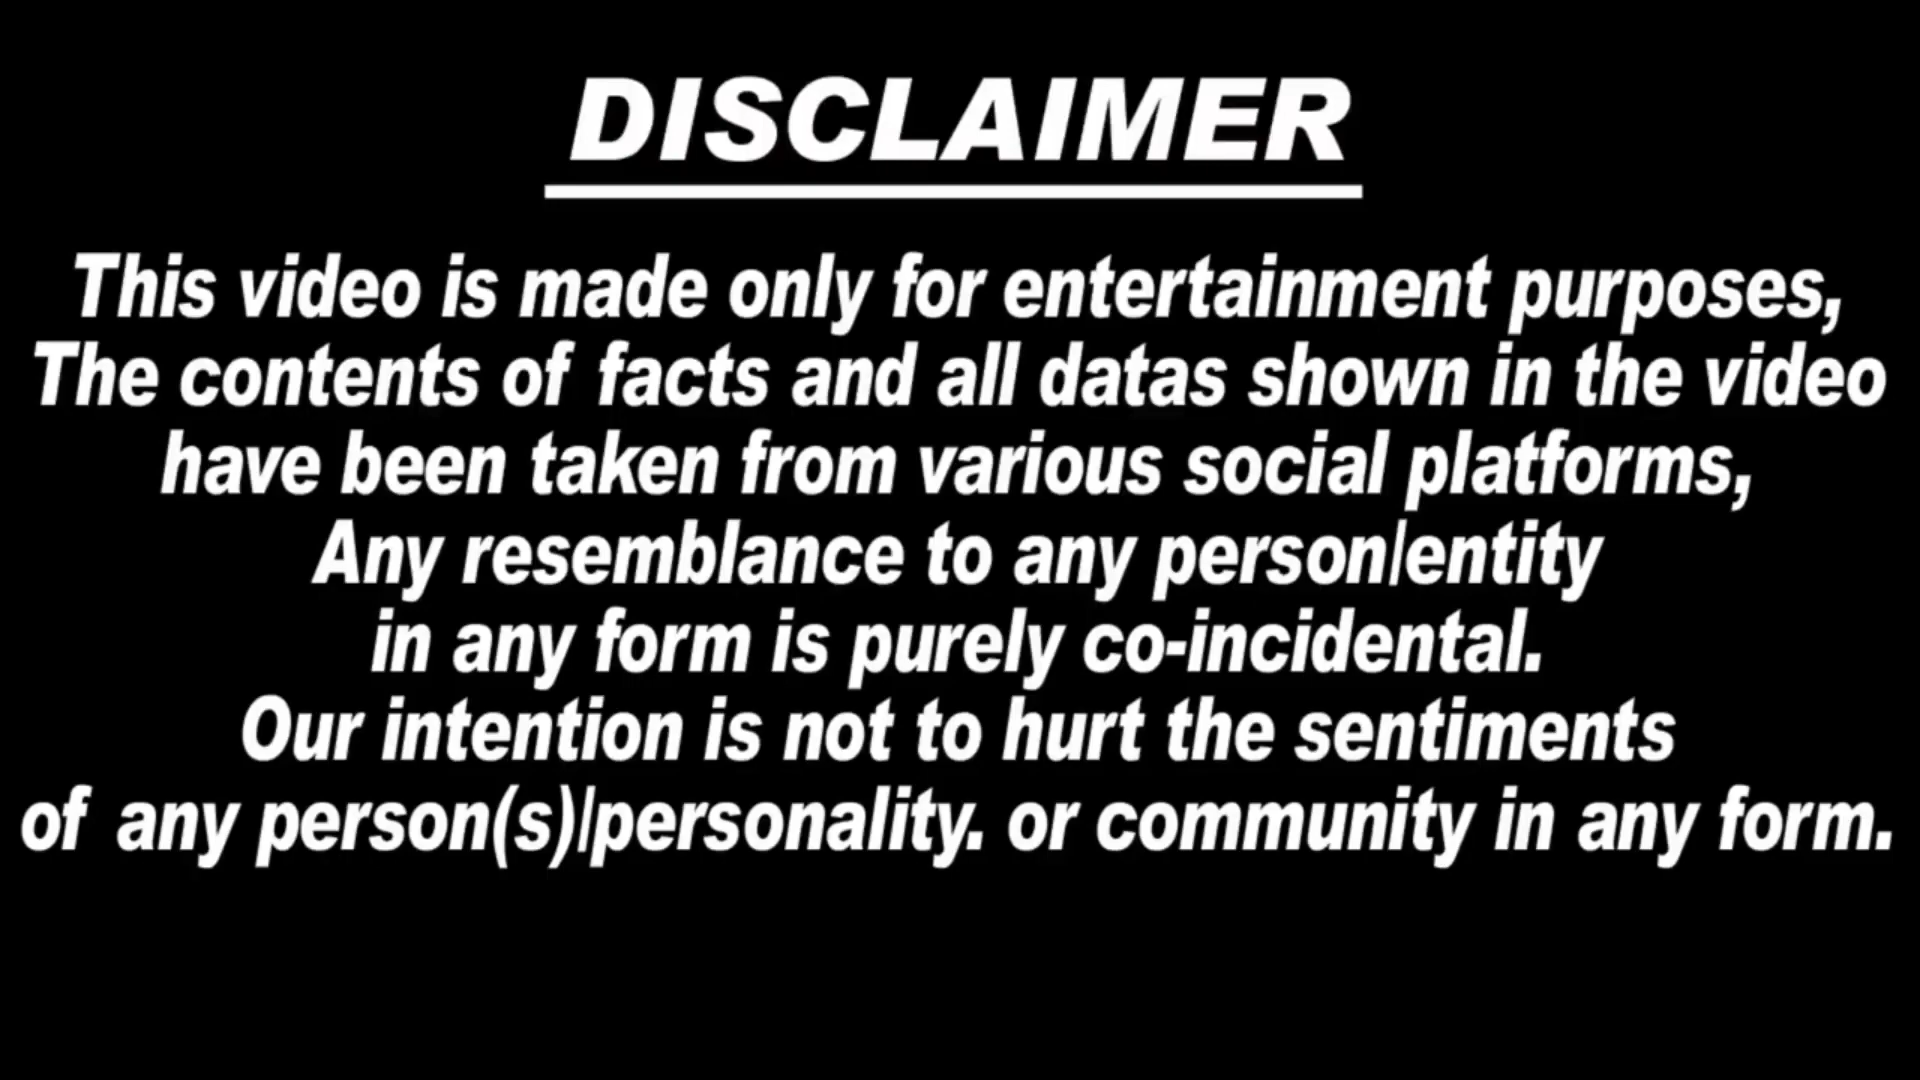 DISCLAIMER
This video is made only for entertainment purposes,
The contents of facts and all datas shown in the video
have been taken from various social platforms,
Any resemblance to any person|entity
in any form is purely co-incidental.
Our intention is not to hurt the sentiments
of any person(s)|personality. or community in any form.